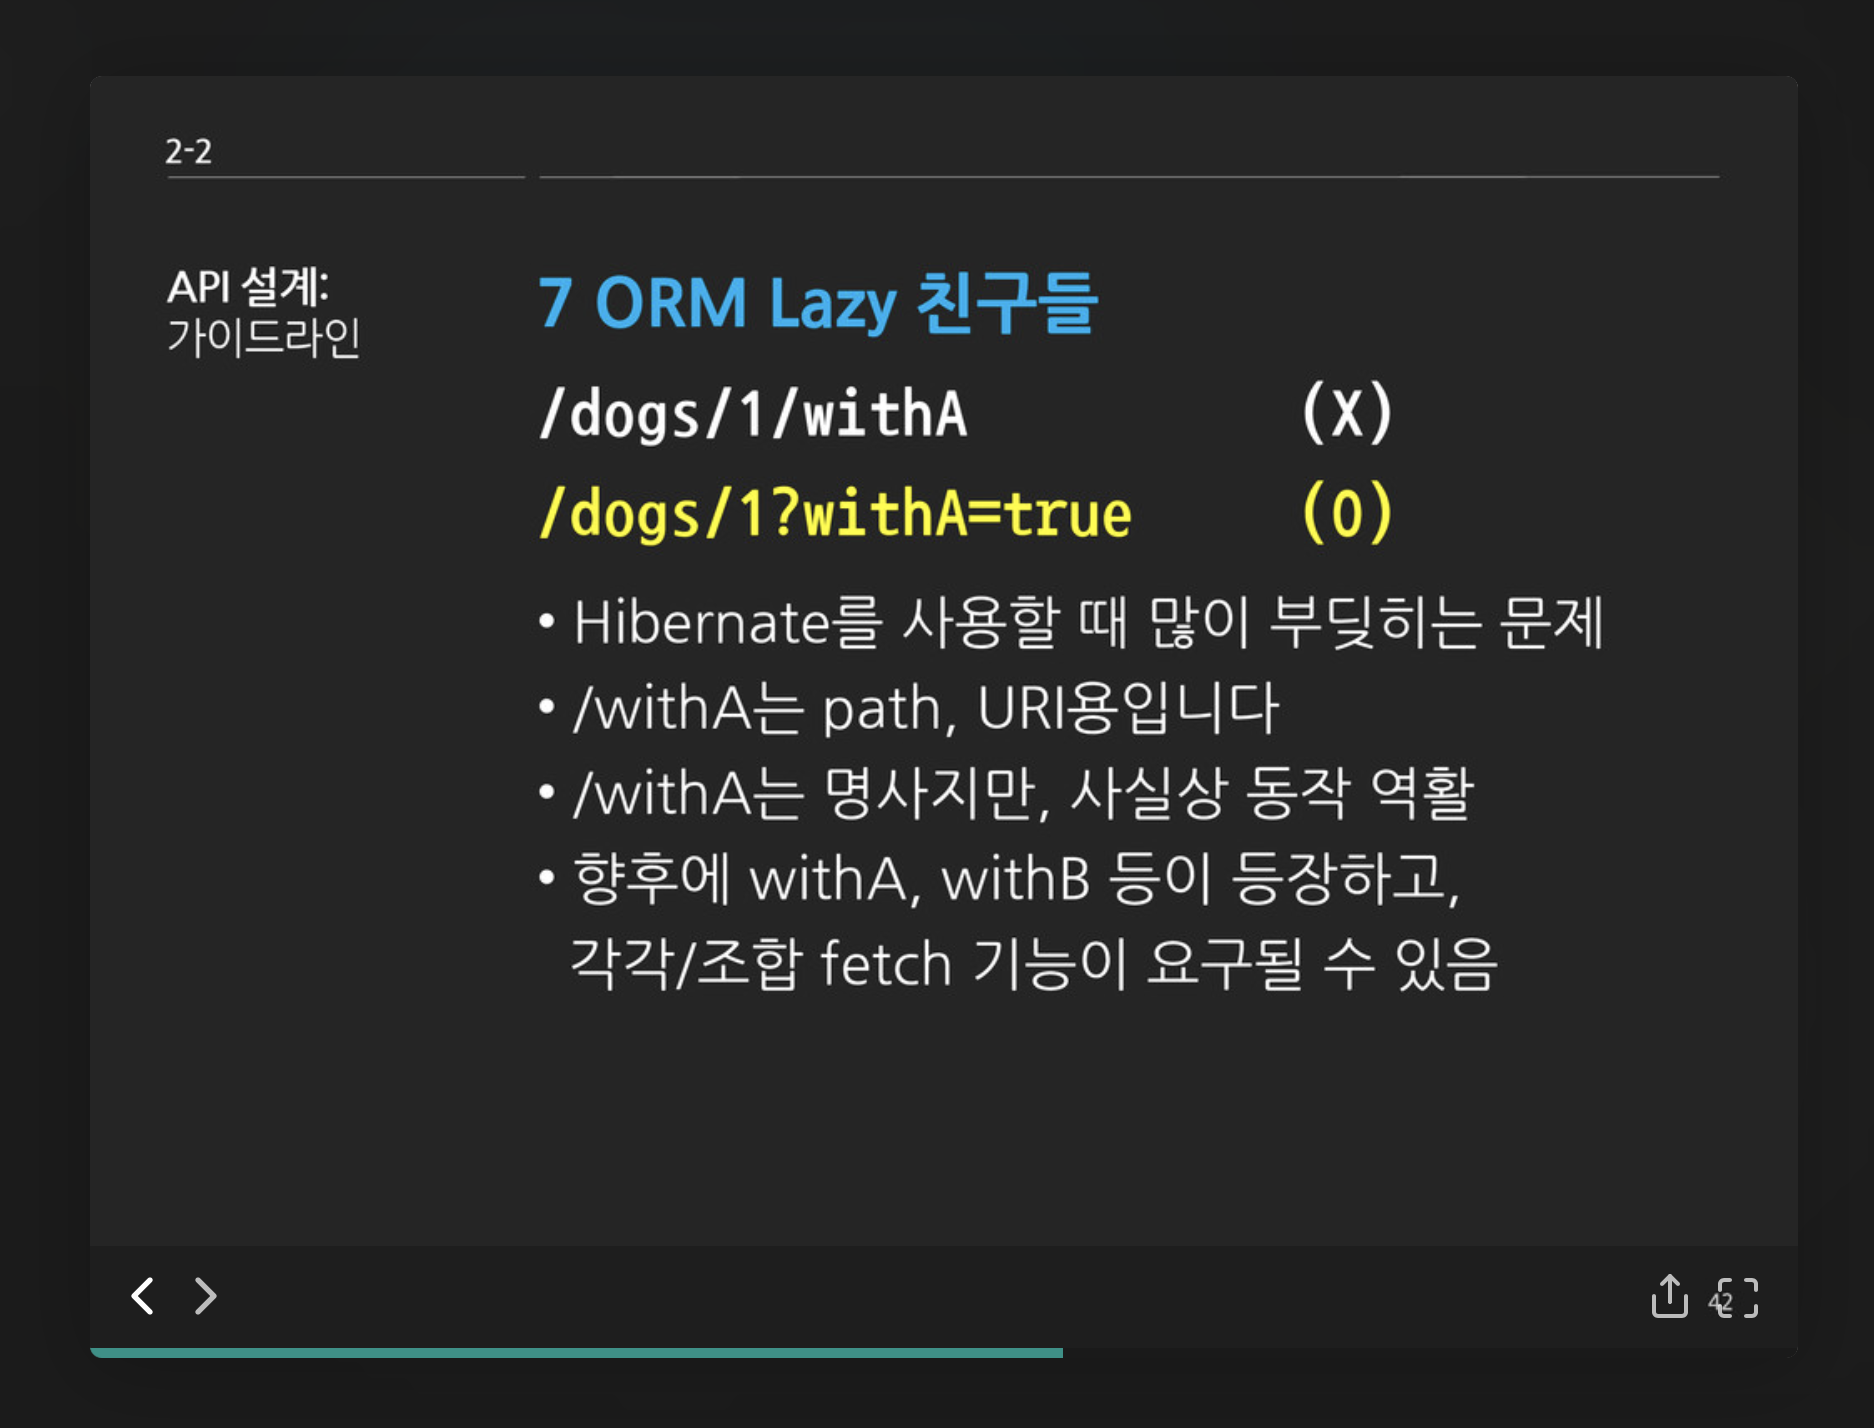 2-2
API 설계:
가이드라인
7 ORM Lazy 친구들
/dogs/1/withA (X)
/dogs/1?withA=true (O)
• Hibernate를 사용할 때 많이 부딪히는 문제
• /withA는 path, URI용입니다
• /withA는 명사지만, 사실상 동작 역활
• 향후에 withA, withB 등이 등장하고,
각각/조합 fetch 기능이 요구될 수 있음
42